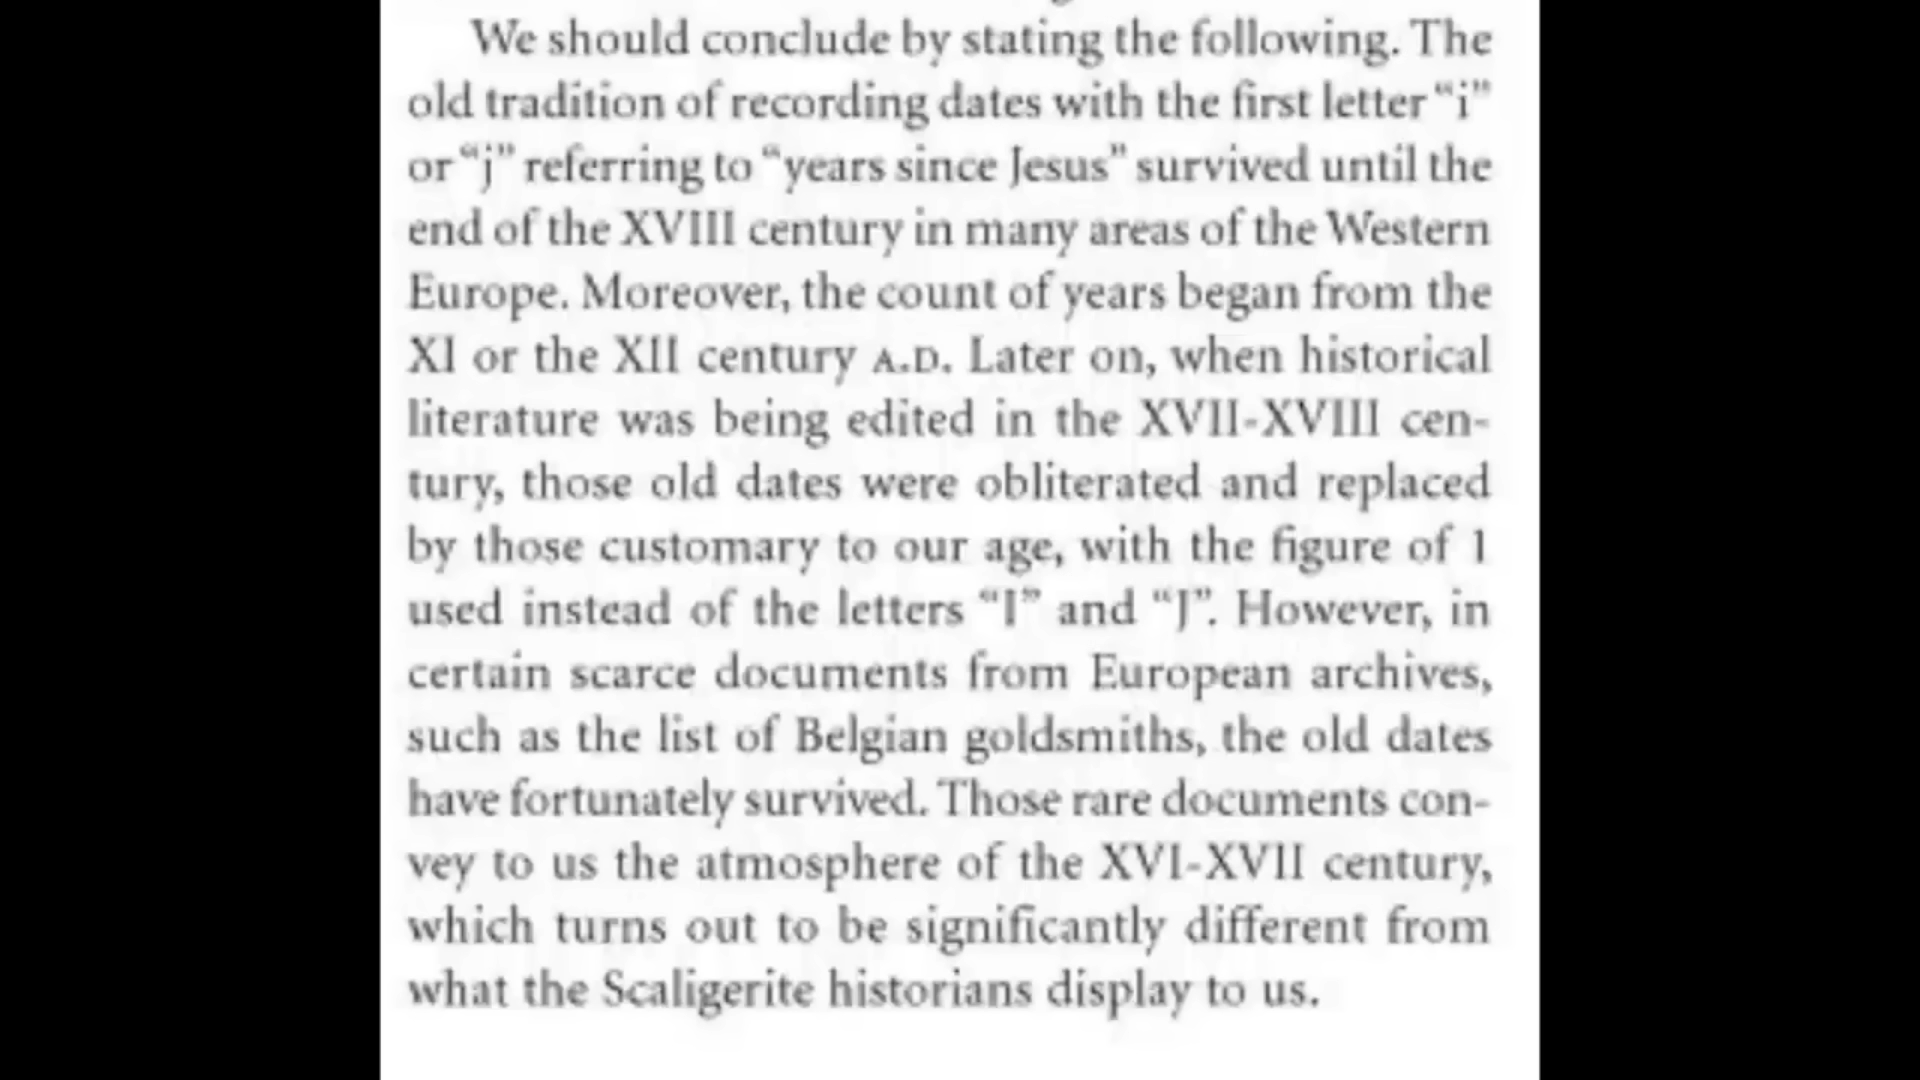 We should conclude by stating the following. The
old tradition of recording dates with the first letter “i”
or “j” referring to “years since Jesus” survived until the
end of the XVIII century in many areas of the Western
Europe. Moreover, the count of years began from the
XI or the XII century A.D. Later on, when historical
literature was being edited in the XVII-XVIII cen-
tury, those old dates were obliterated and replaced
by those customary to our age, with the figure of 1
used instead of the letters “I” and “J”. However, in
certain scarce documents from European archives,
such as the list of Belgian goldsmiths, the old dates
have fortunately survived. Those rare documents con-
vey to us the atmosphere of the XVI-XVII century,
which turns out to be significantly different from
what the Scaligerite historians display to us.